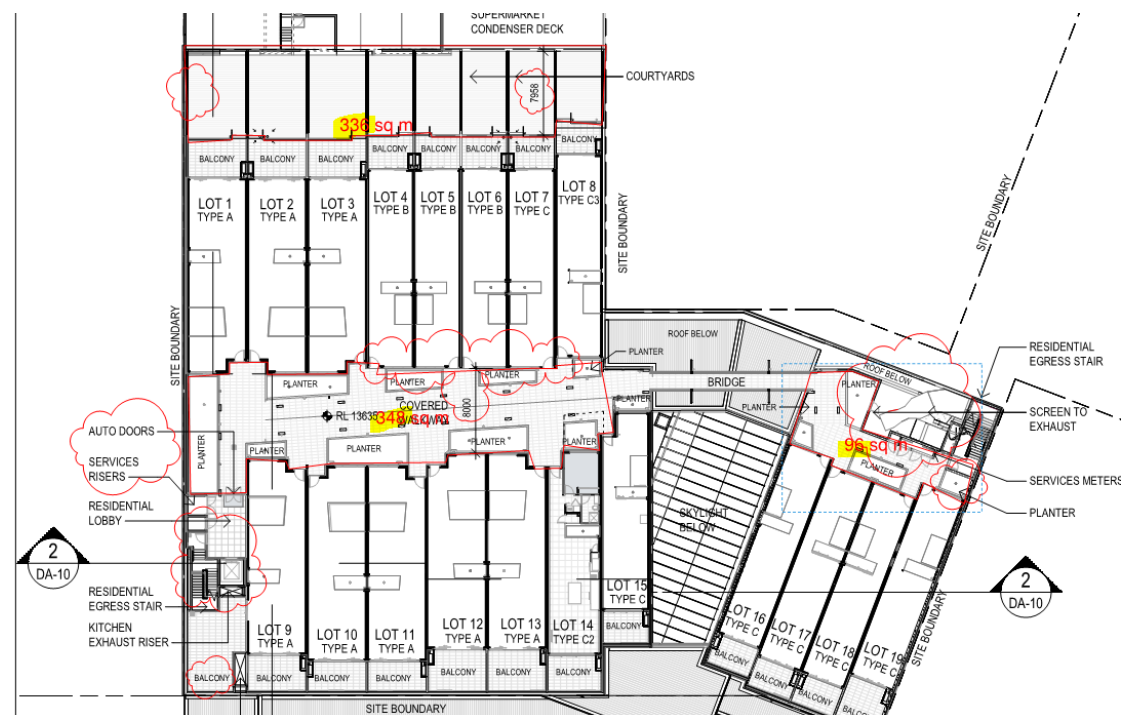 SUPERMARKET
CONDENSER DECK
COURTYARDS
7958
336 sq m
BALCONY
BALCONY
BALCONY
BALCONY
BALCONY
BALCONY
BALCONY
BALCONY
LOT 1
TYPE A
LOT 2
TYPE A
LOT 3
TYPE A
LOT 4
TYPE B
LOT 5
TYPE B
LOT 6
TYPE B
LOT 7
TYPE C
LOT 8
TYPE C3
SITE BOUNDARY
SITE BOUNDARY
SITE BOUNDARY
ROOF BELOW
PLANTER
BRIDGE
ROOF BELOW
RESIDENTIAL
EGRESS STAIR
PLANTER
PLANTER
PLANTER
PLANTER
PLANTER
PLANTER
SCREEN TO
EXHAUST
RL 13635
COVERED
348 sq m
8000
AUTO DOORS
PLANTER
PLANTER
PLANTER
PLANTER
PLANTER
96 sq m
PLANTER
SERVICES
RISERS
SERVICES METERS
RESIDENTIAL
LOBBY
PLANTER
SKYLIGHT
BELOW
2
DA-10
2
DA-10
RESIDENTIAL
EGRESS STAIR
KITCHEN
EXHAUST RISER
LOT 9
TYPE A
LOT 10
TYPE A
LOT 11
TYPE A
LOT 12
TYPE A
LOT 13
TYPE A
LOT 14
TYPE C2
LOT 15
TYPE C
LOT 16
TYPE C
LOT 17
TYPE C
LOT 18
TYPE C
LOT 19
TYPE C
SITE BOUNDARY
BALCONY
BALCONY
BALCONY
BALCONY
BALCONY
BALCONY
BALCONY
BALCONY
BALCONY
BALCONY
BALCONY
SITE BOUNDARY